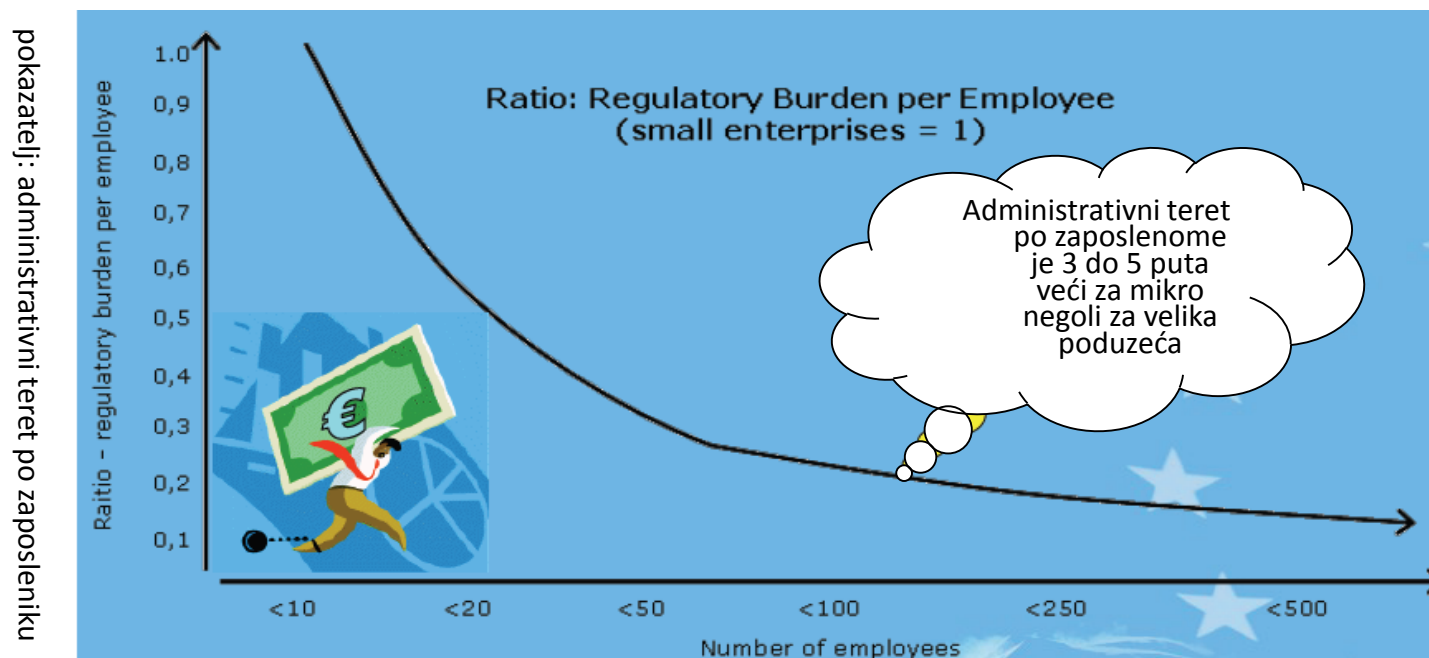 pokazatelj: administrativni teret po zaposleniku
Raitio - regulatory burden per employee
1.0
0,9
0,8
0,7
0,6
0,5
0,4
0,3
0,2
0,1
Ratio: Regulatory Burden per Employee
(small enterprises = 1)
Administrativni teret
po zaposlenome
je 3 do 5 puta
veći za mikro
negoli za velika
poduzeća
€
<10 <20 <50 <100 <250 <500
Number of employees